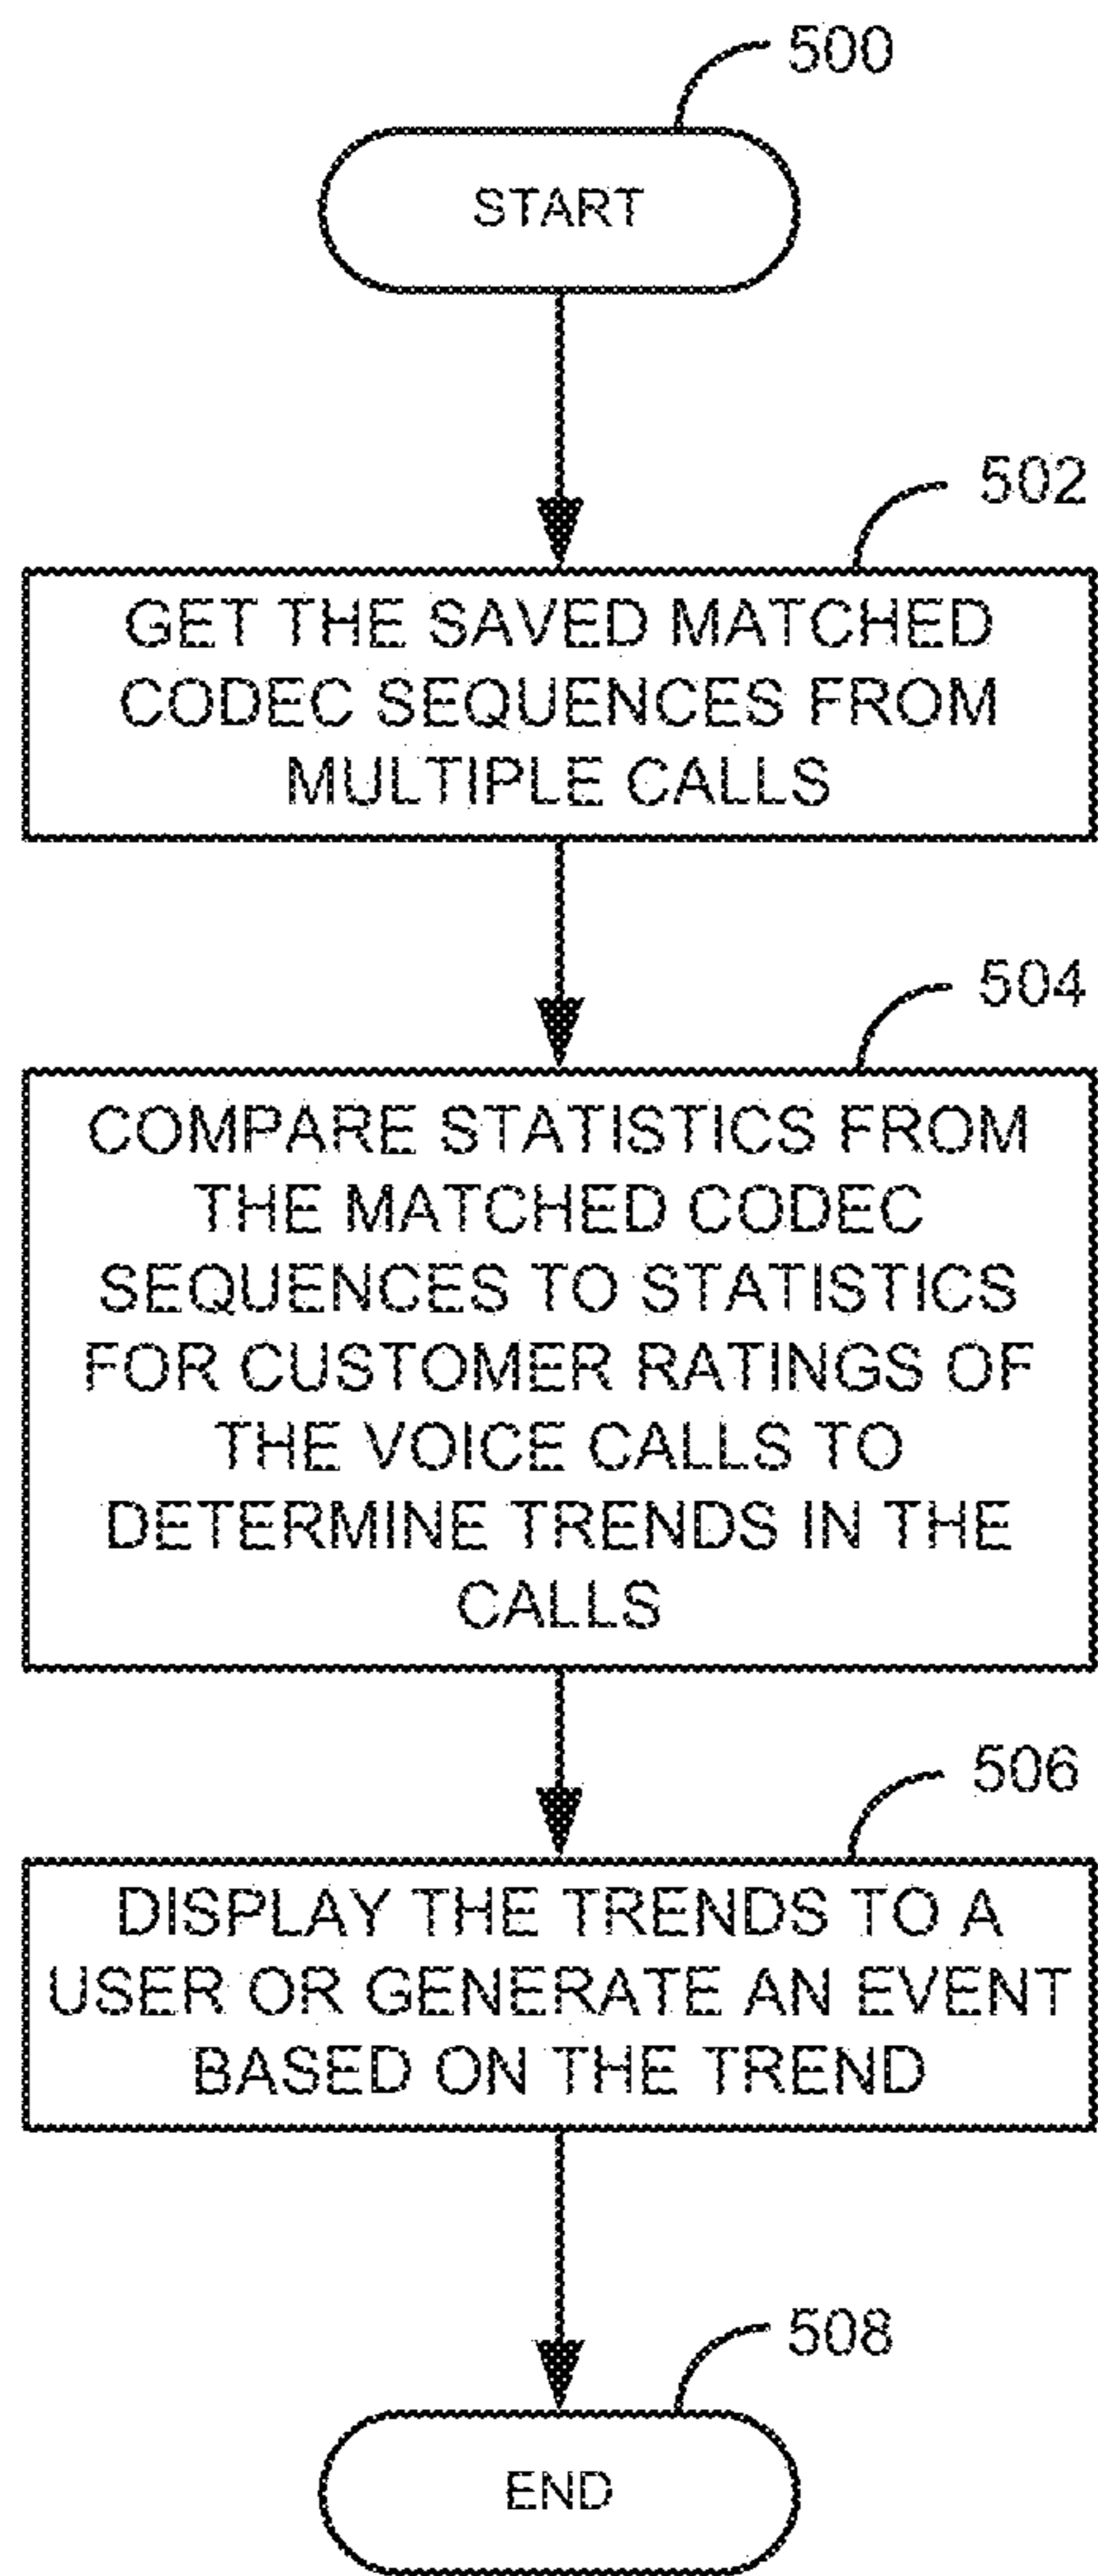 500
START
502
GET THE SAVED MATCHED
CODEC SEQUENCES FROM
MULTIPLE CALLS
504
COMPARE STATISTICS FROM
THE MATCHED CODEC
SEQUENCES TO STATISTICS
FOR CUSTOMER RATINGS OF
THE VOICE CALLS TO
DETERMINE TRENDS IN THE
CALLS
506
DISPLAY THE TRENDS TO A
USER OR GENERATE AN EVENT
BASED ON THE TREND
508
END